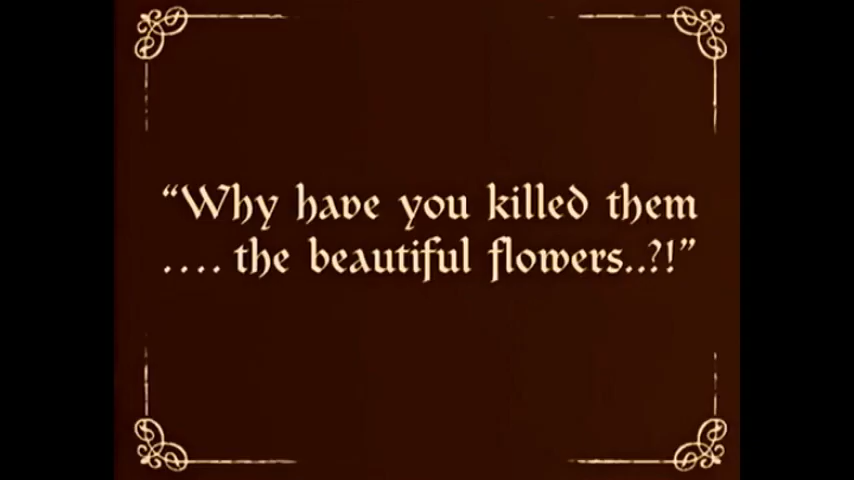 “Why have you killed them
.... the beautiful flowers..?!”